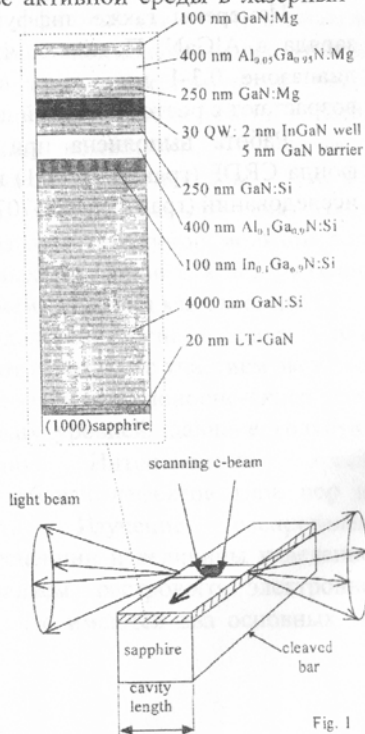 активной среды в лазерных
100 nm GaN:Mg
400 nm Al₀.₀₅Ga₀.₉₅N:Mg
250 nm GaN:Mg
30 QW: 2 nm InGaN well
5 nm GaN barrier
250 nm GaN:Si
400 nm Al₀.₁Ga₀.₉N:Si
100 nm In₀.₁Ga₀.₉N:Si
4000 nm GaN:Si
20 nm LT-GaN
(1000)sapphire
scanning e-beam
light beam
sapphire
cleaved
bar
cavity
length
Fig. 1